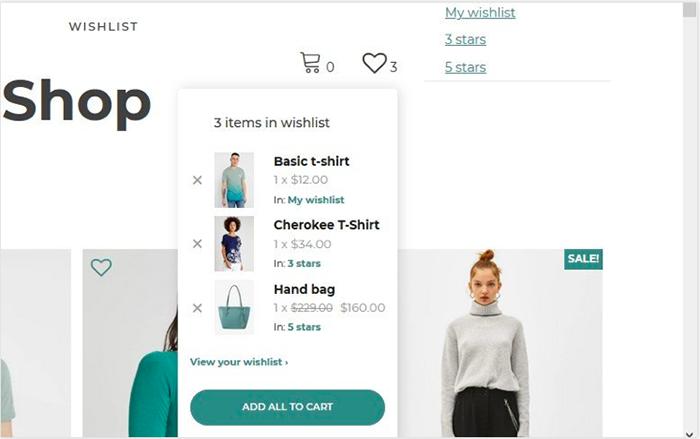 WISHLIST
My wishlist
3 stars
5 stars
0
3
Shop
3 items in wishlist
Basic t-shirt
1 x $12.00
In: My wishlist
Cherokee T-Shirt
1 x $34.00
In: 3 stars
Hand bag
1 x $229.00 $160.00
In: 5 stars
View your wishlist ›
ADD ALL TO CART
SALE!